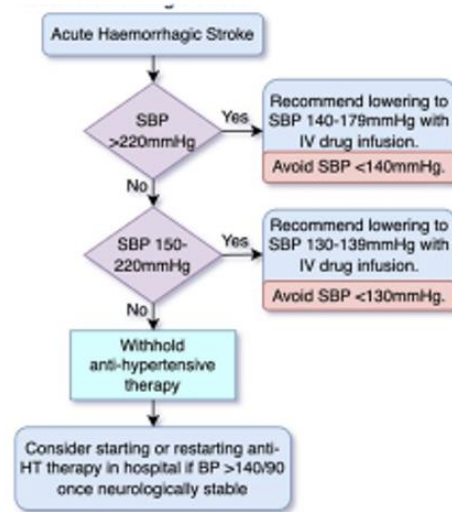 Acute Haemorrhagic Stroke
SBP
>220mmHg
Yes
Recommend lowering to
SBP 140-179mmHg with
IV drug infusion.
Avoid SBP <140mmHg.
No
SBP 150-
220mmHg
Yes
Recommend lowering to
SBP 130-139mmHg with
IV drug infusion.
Avoid SBP <130mmHg.
No
Withhold
anti-hypertensive
therapy
Consider starting or restarting anti-
HT therapy in hospital if BP >140/90
once neurologically stable